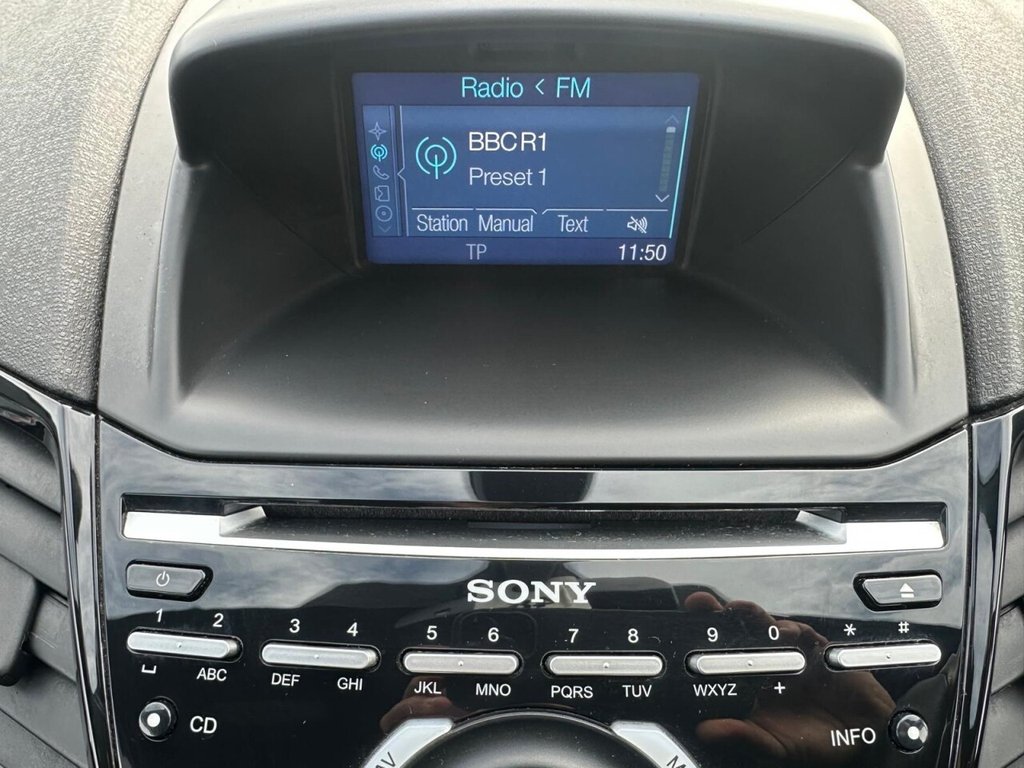 Radio < FM
BBC R1
Preset 1
Station Manual Text
TP 11:50
SONY
1 2 3 4 5 6 7 8 9 0 * #
⎵ ABC DEF GHI JKL MNO PQRS TUV WXYZ +
CD INFO